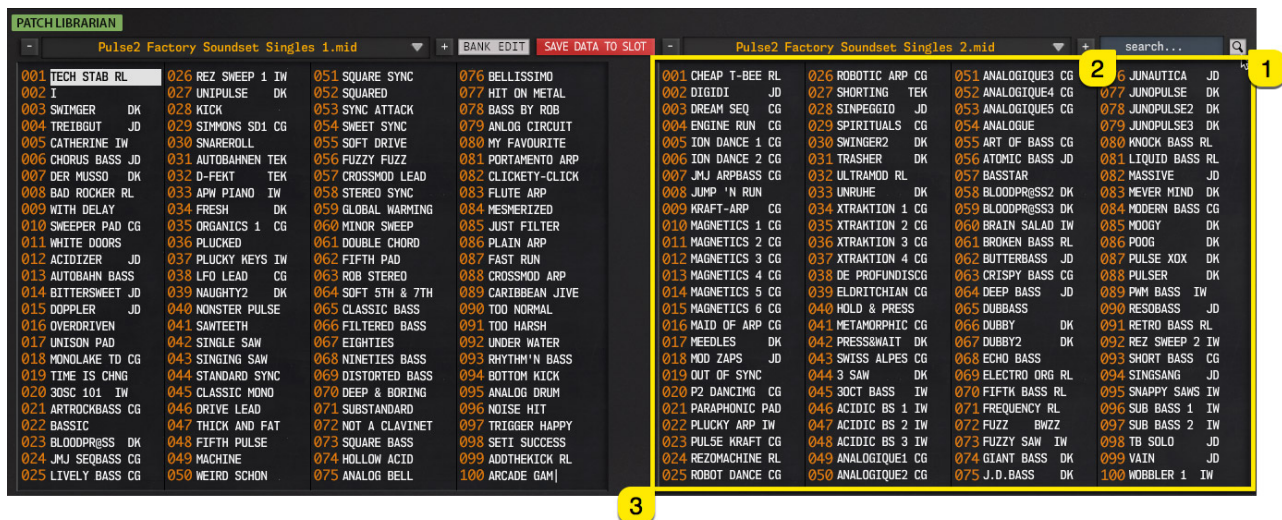 PATCH LIBRARIAN
- Pulse2 Factory Soundset Singles 1.mid + BANK EDIT SAVE DATA TO SLOT - Pulse2 Factory Soundset Singles 2.mid + search...
001 TECH STAB RL
002 I
003 SWIMGER DK
004 TREIBGUT JD
005 CATHERINE IW
006 CHORUS BASS JD
007 DER MUSSO DK
008 BAD ROCKER RL
009 WITH DELAY
010 SWEEPER PAD CG
011 WHITE DOORS
012 ACIDIZER JD
013 AUTOBAHN BASS
014 BITTERSWEET JD
015 DOPPLER JD
016 OVERDRIVEN
017 UNISON PAD
018 MONOLAKE TD CG
019 TIME IS CHNG
020 3OSC 101 IW
021 ARTROCKBASS CG
022 BASSIC
023 BLOODPR@SS DK
024 JMJ SEQBASS CG
025 LIVELY BASS CG
026 REZ SWEEP 1 IW
027 UNIPULSE DK
028 KICK
029 SIMMONS SD1 CG
030 SNAREROLL
031 AUTOBAHNEN TEK
032 D-FEKT TEK
033 APW PIANO IW
034 FRESH DK
035 ORGANICS 1 CG
036 PLUCKED
037 PLUCKY KEYS IW
038 LFO LEAD CG
039 NAUGHTY2 DK
040 NONSTER PULSE
041 SAWTEETH
042 SINGLE SAW
043 SINGING SAW
044 STANDARD SYNC
045 CLASSIC MONO
046 DRIVE LEAD
047 THICK AND FAT
048 FIFTH PULSE
049 MACHINE
050 WEIRD SCHON
051 SQUARE SYNC
052 SQUARED
053 SYNC ATTACK
054 SWEET SYNC
055 SOFT DRIVE
056 FUZZY FUZZ
057 CROSSMOD LEAD
058 STEREO SYNC
059 GLOBAL WARMING
060 MINOR SWEEP
061 DOUBLE CHORD
062 FIFTH PAD
063 ROB STEREO
064 SOFT 5TH & 7TH
065 CLASSIC BASS
066 FILTERED BASS
067 EIGHTIES
068 NINETIES BASS
069 DISTORTED BASS
070 DEEP & BORING
071 SUBSTANDARD
072 NOT A CLAVINET
073 SQUARE BASS
074 HOLLOW ACID
075 ANALOG BELL
076 BELLISSIMO
077 HIT ON METAL
078 BASS BY ROB
079 ANLOG CIRCUIT
080 MY FAVOURITE
081 PORTAMENTO ARP
082 CLICKETY-CLICK
083 FLUTE ARP
084 MESMERIZED
085 JUST FILTER
086 PLAIN ARP
087 FAST RUN
088 CROSSMOD ARP
089 CARIBBEAN JIVE
090 TOO NORMAL
091 TOO HARSH
092 UNDER WATER
093 RHYTHM'N BASS
094 BOTTOM KICK
095 ANALOG DRUM
096 NOISE HIT
097 TRIGGER HAPPY
098 SETI SUCCESS
099 ADDTHEKICK RL
100 ARCADE GAM
001 CHEAP T-BEE RL
002 DIGIDI JD
003 DREAM SEQ CG
004 ENGINE RUN CG
005 ION DANCE 1 CG
006 ION DANCE 2 CG
007 JMJ ARPBASS CG
008 JUMP 'N RUN
009 KRAFT-ARP CG
010 MAGNETICS 1 CG
011 MAGNETICS 2 CG
012 MAGNETICS 3 CG
013 MAGNETICS 4 CG
014 MAGNETICS 5 CG
015 MAGNETICS 6 CG
016 MAID OF ARP CG
017 MEEDLES DK
018 MOD ZAPS JD
019 OUT OF SYNC
020 P2 DANCIMG CG
021 PARAPHONIC PAD
022 PLUCKY ARP IW
023 PUL5E KRAFT CG
024 REZOMACHINE RL
025 ROBOT DANCE CG
026 ROBOTIC ARP CG
027 SHORTING TEK
028 SINPEGGIO JD
029 SPIRITUALS CG
030 SWINGER2 DK
031 TRASHER DK
032 ULTRAMOD RL
033 UNRUHE DK
034 XTRAKTION 1 CG
035 XTRAKTION 2 CG
036 XTRAKTION 3 CG
037 XTRAKTION 4 CG
038 DE PROFUNDISCG
039 ELDRITCHIAN CG
040 HOLD & PRESS
041 METAMORPHIC CG
042 PRESS&WAIT DK
043 SWISS ALPES CG
044 3 SAW DK
045 3OCT BASS IW
046 ACIDIC BS 1 IW
047 ACIDIC BS 2 IW
048 ACIDIC BS 3 IW
049 ANALOGIQUE1 CG
050 ANALOGIQUE2 CG
051 ANALOGIQUE3 CG
052 ANALOGIQUE4 CG
053 ANALOGIQUE5 CG
054 ANALOGUE
055 ART OF BASS CG
056 ATOMIC BASS JD
057 BASSTAR
058 BLOODPR@SS2 DK
059 BLOODPR@SS3 DK
060 BRAIN SALAD IW
061 BROKEN BASS RL
062 BUTTERBASS JD
063 CRISPY BASS CG
064 DEEP BASS JD
065 DUBBASS
066 DUBBY DK
067 DUBBY2 DK
068 ECHO BASS
069 ELECTRO ORG RL
070 FIFTK BASS RL
071 FREQUENCY RL
072 FUZZ BWZZ
073 FUZZY SAW IW
074 GIANT BASS DK
075 J.D.BASS DK
6 JUNAUTICA JD
077 JUNOPULSE DK
078 JUNOPULSE2 DK
079 JUNOPULSE3 DK
080 KNOCK BASS RL
081 LIQUID BASS RL
082 MASSIVE JD
083 MEVER MIND DK
084 MODERN BASS CG
085 MOOGY DK
086 POOG DK
087 PULSE XOX DK
088 PULSER DK
089 PWM BASS IW
090 RESOBASS JD
091 RETRO BASS RL
092 REZ SWEEP 2 IW
093 SHORT BASS CG
094 SINGSANG JD
095 SNAPPY SAWS IW
096 SUB BASS 1 IW
097 SUB BASS 2 IW
098 TB SOLO JD
099 VAIN JD
100 WOBBLER 1 IW
1
2
3